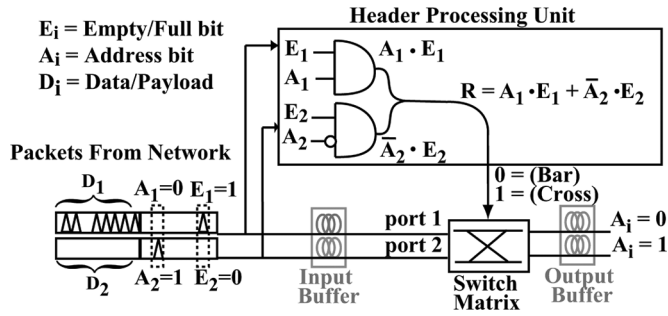 Header Processing Unit
Ei = Empty/Full bit
Ai = Address bit
Di = Data/Payload
E1
A1
A1 · E1
E2
A2
A̅2 · E2
R = A1 ·E1 + A̅2 ·E2
0 = (Bar)
1 = (Cross)
Packets From Network
D1
A1=0
E1=1
D2
A2=1
E2=0
Input
Buffer
port 1
port 2
Switch
Matrix
Output
Buffer
Ai = 0
Ai = 1